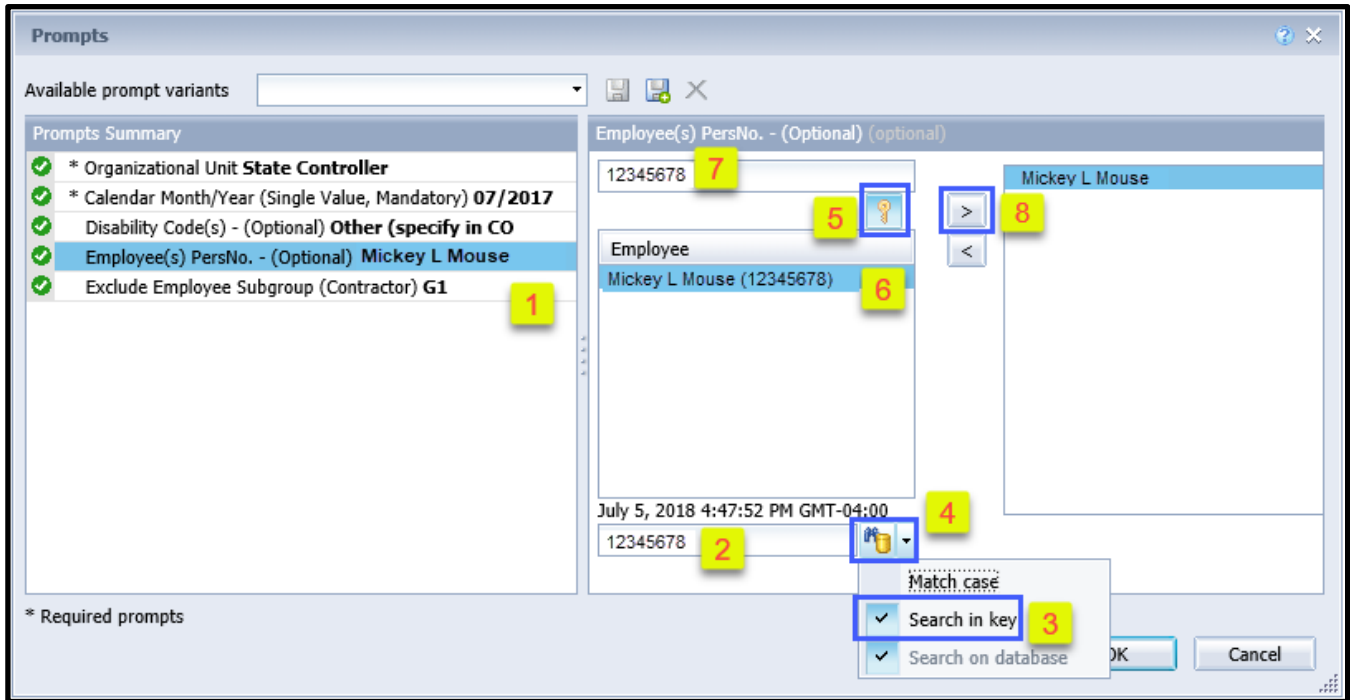 Prompts
Available prompt variants
Prompts Summary
* Organizational Unit State Controller
* Calendar Month/Year (Single Value, Mandatory) 07/2017
Disability Code(s) - (Optional) Other (specify in CO
Employee(s) PersNo. - (Optional) Mickey L Mouse
Exclude Employee Subgroup (Contractor) G1
1
* Required prompts
Employee(s) PersNo. - (Optional) (optional)
12345678 7
5
Employee
Mickey L Mouse (12345678) 6
July 5, 2018 4:47:52 PM GMT-04:00
12345678 2
4
Match case
Search in key 3
Search on database
> 8
<
Mickey L Mouse
Cancel